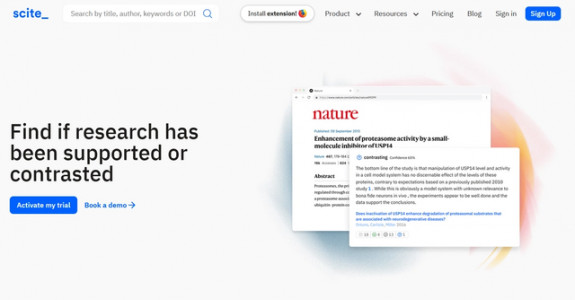 scite_
Search by title, author, keywords or DOI
Install extension!
Product
Resources
Pricing
Blog
Sign in
Sign Up
Find if research has
been supported or
contrasted
Activate my trial
Book a demo →
nature
Published: 09 September 2010
Enhancement of proteasome activity by a small-
molecule inhibitor of USP14
Abstract
Proteasomes, the
contrasting
The bottom line of the study is that manipulation of USP14 level and activity
in a cell model system has no discernable effect of the levels of these
proteins, contrary to expectations based on a previously published 2010
study 1 . While this is obviously a model system with unknown relevance to
bona fide neurons in vivo , the experiments appear to be well done and the
data support the conclusions.
Does inactivation of USP14 enhance degradation of proteasomal substrates that
are associated with neurodegenerative diseases?